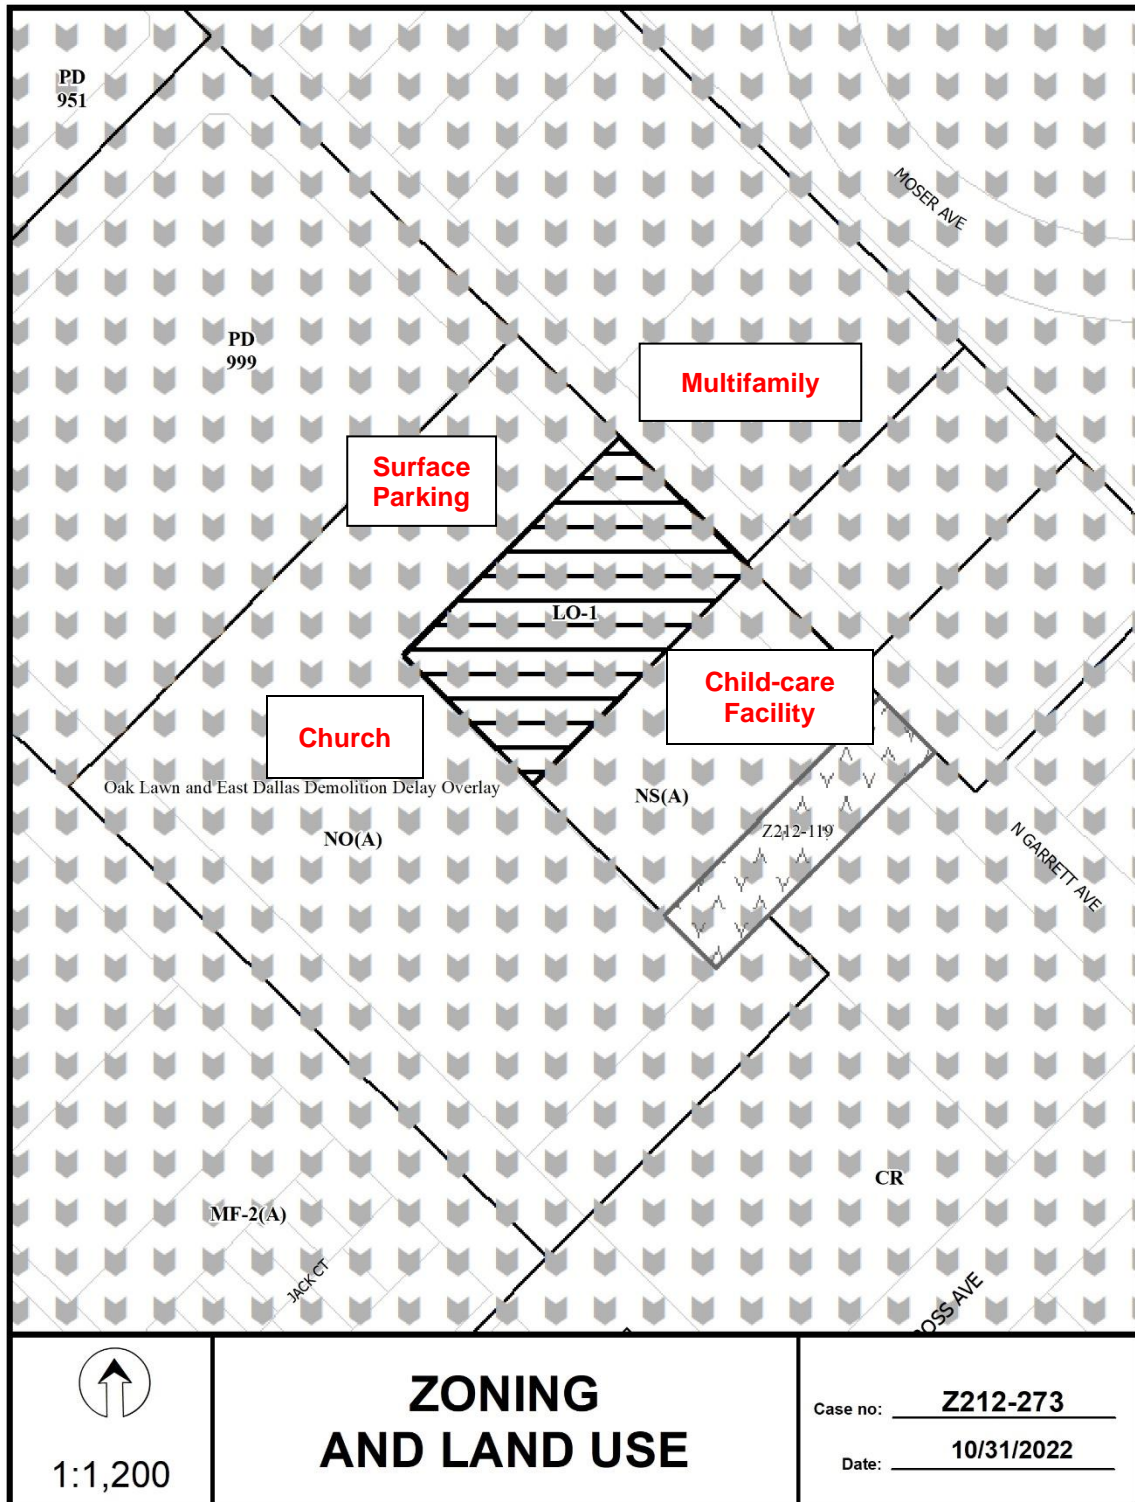 PD
951
MOSER AVE
PD
999
Multifamily
Surface
Parking
LO-1
Child-care
Facility
Church
Oak Lawn and East Dallas Demolition Delay Overlay
NS(A)
NO(A)
Z212-119
N GARRETT AVE
CR
MF-2(A)
JACK CT
ROSS AVE
1:1,200
ZONING
AND LAND USE
Case no: Z212-273
Date: 10/31/2022